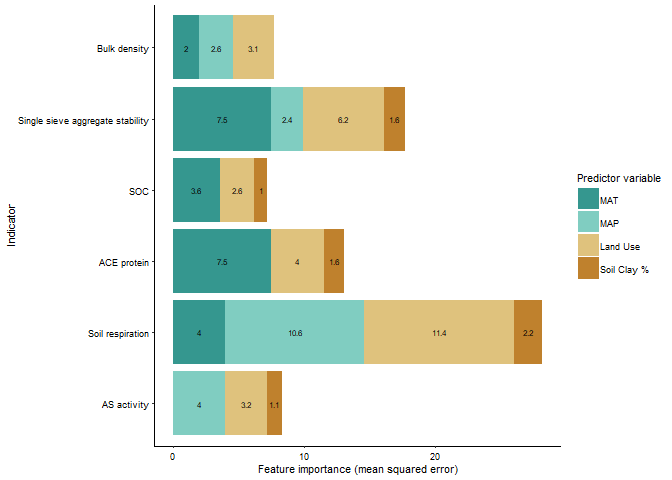 Indicator
Bulk density
2 2.6 3.1
Single sieve aggregate stability
7.5 2.4 6.2 1.6
SOC
3.6 2.6 1
ACE protein
7.5 4 1.6
Soil respiration
4 10.6 11.4 2.2
AS activity
4 3.2 1.1
0 10 20
Feature importance (mean squared error)
Predictor variable
MAT
MAP
Land Use
Soil Clay %